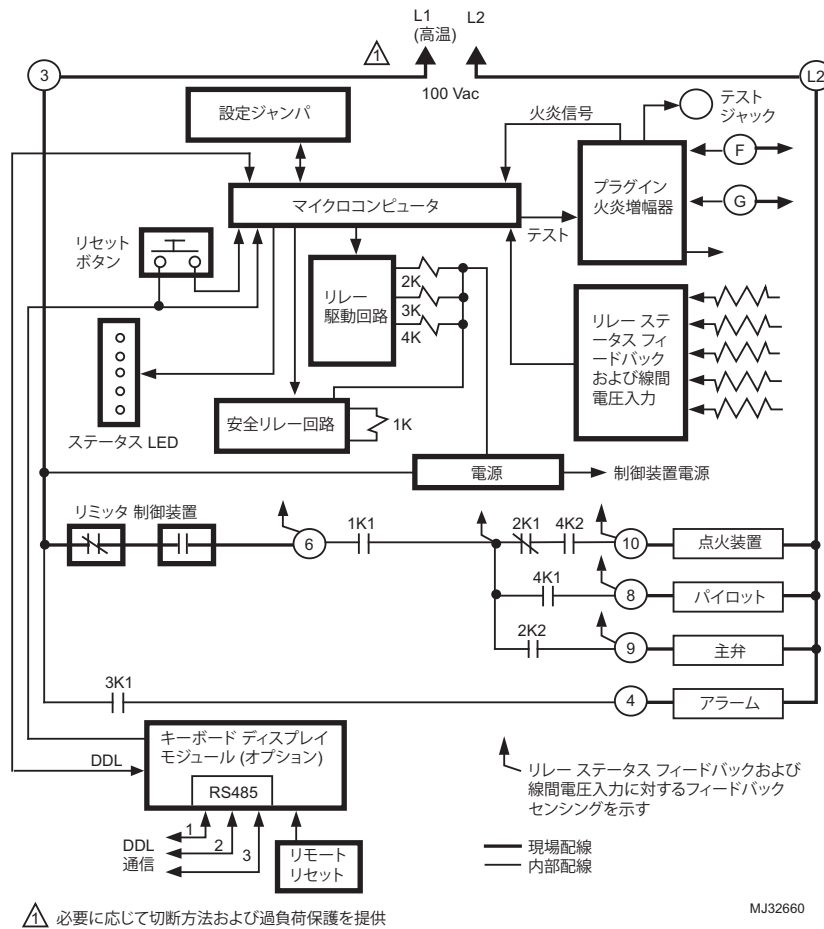 L1
(高温)
L2
1
3
L2
100 Vac
設定ジャンパ
火炎信号
テスト
ジャック
F
プラグイン
火炎増幅器
G
マイクロコンピュータ
テスト
リセット
ボタン
リレー
駆動回路
2K
3K
4K
リレー ステ
ータス フィ
ードバック
および線間
電圧入力
安全リレー回路
1K
ステータス LED
電源
制御装置電源
リミッタ 制御装置
6
1K1
2K1
4K2
10
点火装置
4K1
8
パイロット
2K2
9
主弁
3K1
4
アラーム
キーボード ディスプレイ
モジュール (オプション)
DDL
RS485
リレー ステータス フィードバックおよび
線間電圧入力に対するフィードバック
センシングを示す
1
DDL
通信
2
3
リモート
リセット
現場配線
内部配線
1 必要に応じて切断方法および過負荷保護を提供
MJ32660